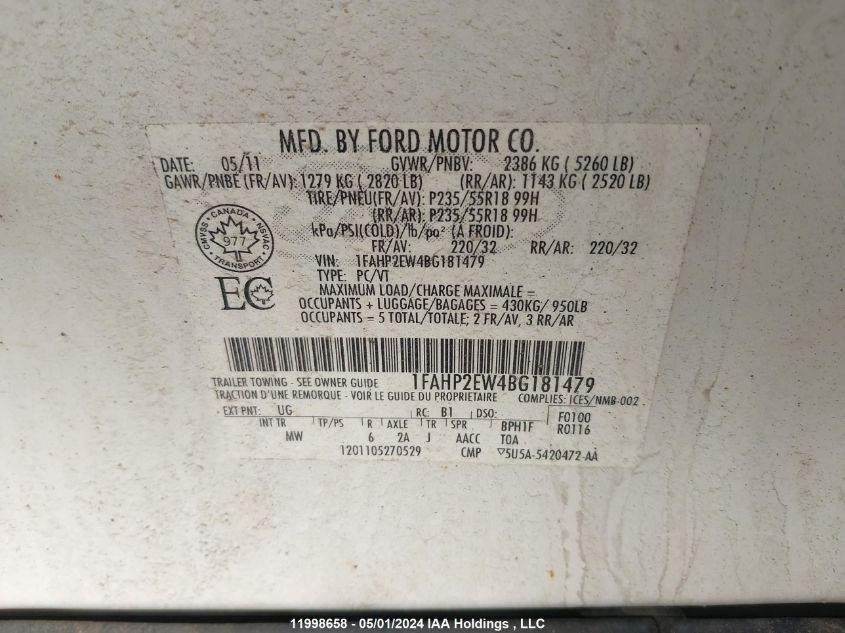 MFD. BY FORD MOTOR CO.
DATE: 05/11 GVWR/PNBV: 2386 KG ( 5260 LB)
GAWR/PNBE (FR/AV): 1279 KG ( 2820 LB) (RR/AR): 1143 KG ( 2520 LB)
TIRE/PNEU(FR/AV): P235/55R18 99H
(RR/AR): P235/55R18 99H
kPa/PSI(COLD)/lb/po² (À FROID):
FR/AV: 220/32 RR/AR: 220/32
CANADA
CMVSS 977 NSVAC
TRANSPORT
VIN: 1FAHP2EW4BG181479
TYPE: PC/VT
EC
MAXIMUM LOAD/CHARGE MAXIMALE =
OCCUPANTS + LUGGAGE/BAGAGES = 430KG/ 950LB
OCCUPANTS = 5 TOTAL/TOTALE; 2 FR/AV, 3 RR/AR
TRAILER TOWING - SEE OWNER GUIDE 1FAHP2EW4BG181479
TRACTION D'UNE REMORQUE - VOIR LE GUIDE DU PROPRIETAIRE COMPLIES: ICES/NMB-002
EXT PNT: UG RC: B1 DSO: F0100
INT TR TP/PS R AXLE TR SPR BPH1F R0116
MW 6 2A J AACC TOA
1201105270529 CMP ▽5U5A-5420472-AA
11998658 - 05/01/2024 IAA Holdings , LLC